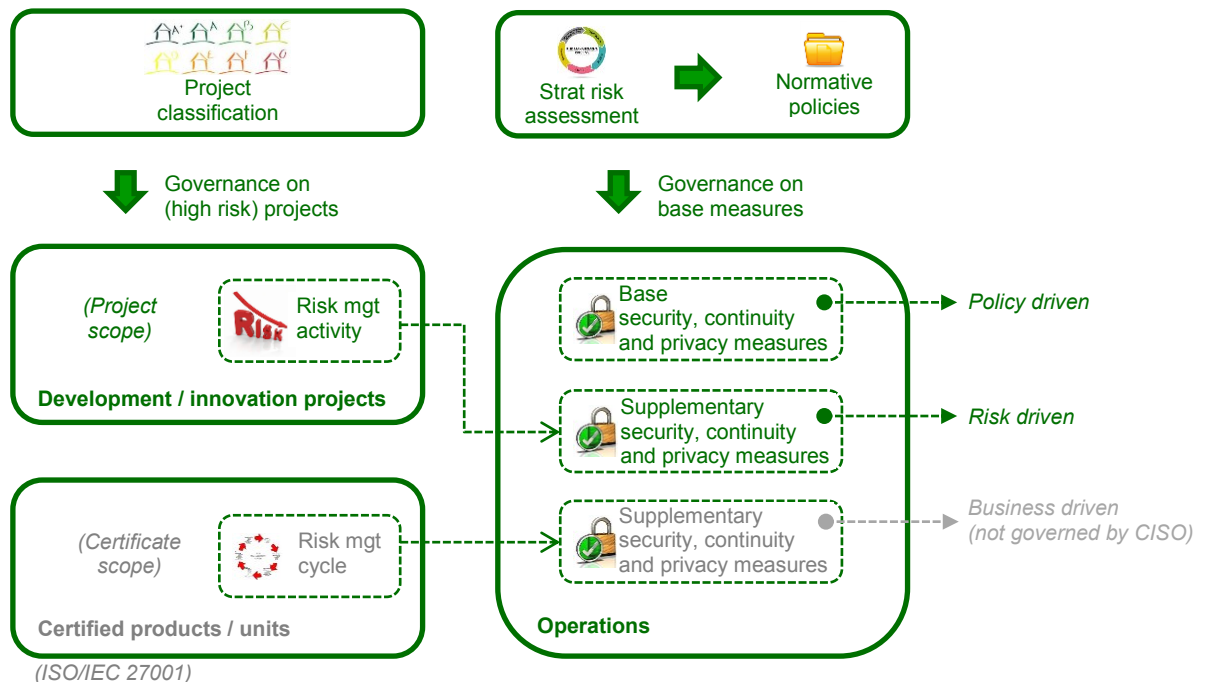 A+ A B C
D E F G
Project
classification
Strat risk
assessment
Normative
policies
Governance on
(high risk) projects
Governance on
base measures
(Project
scope)
RISK
Risk mgt
activity
Development / innovation projects
Base
security, continuity
and privacy measures
Policy driven
Supplementary
security, continuity
and privacy measures
Risk driven
(Certificate
scope)
Risk mgt
cycle
Certified products / units
(ISO/IEC 27001)
Supplementary
security, continuity
and privacy measures
Business driven
(not governed by CISO)
Operations